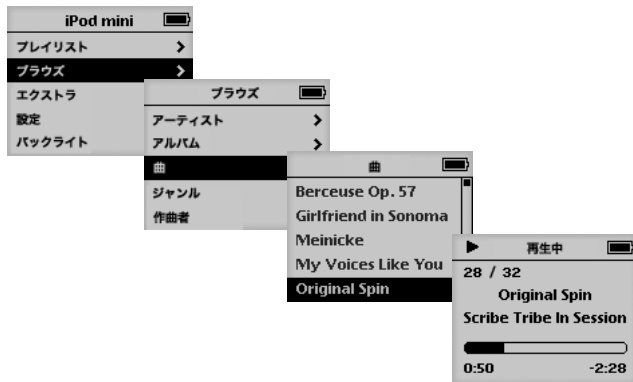 iPod mini
プレイリスト
ブラウズ
エクストラ
設定
バックライト
ブラウズ
アーティスト
アルバム
曲
ジャンル
作曲者
曲
Berceuse Op. 57
Girlfriend in Sonoma
Meinicke
My Voices Like You
Original Spin
再生中
28 / 32
Original Spin
Scribe Tribe In Session
0:50 -2:28